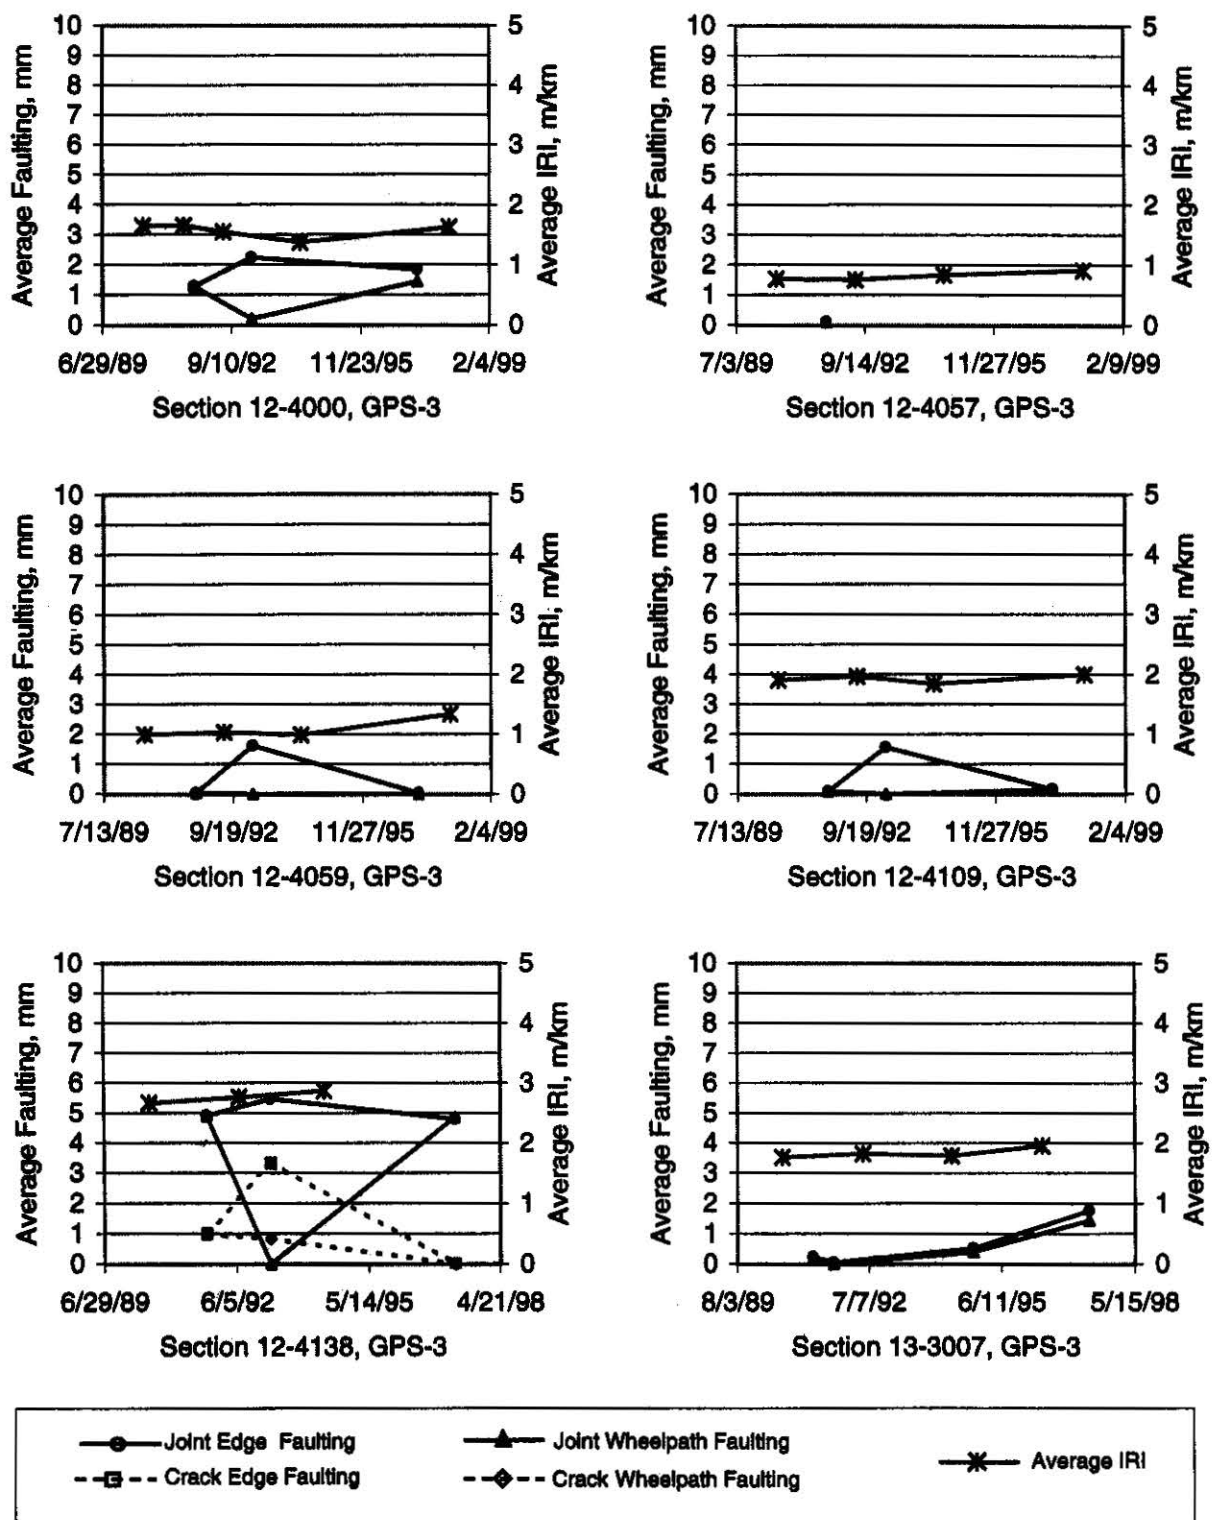 10 5
9
8 4
7
6 3
5
4 2
3
2 1
1
0 0
Average Faulting, mm
Average IRI, m/km
6/29/89 9/10/92 11/23/95 2/4/99
Section 12-4000, GPS-3
10 5
9
8 4
7
6 3
5
4 2
3
2 1
1
0 0
Average Faulting, mm
Average IRI, m/km
7/3/89 9/14/92 11/27/95 2/9/99
Section 12-4057, GPS-3
10 5
9
8 4
7
6 3
5
4 2
3
2 1
1
0 0
Average Faulting, mm
Average IRI, m/km
7/13/89 9/19/92 11/27/95 2/4/99
Section 12-4059, GPS-3
10 5
9
8 4
7
6 3
5
4 2
3
2 1
1
0 0
Average Faulting, mm
Average IRI, m/km
7/13/89 9/19/92 11/27/95 2/4/99
Section 12-4109, GPS-3
10 5
9
8 4
7
6 3
5
4 2
3
2 1
1
0 0
Average Faulting, mm
Average IRI, m/km
6/29/89 6/5/92 5/14/95 4/21/98
Section 12-4138, GPS-3
10 5
9
8 4
7
6 3
5
4 2
3
2 1
1
0 0
Average Faulting, mm
Average IRI, m/km
8/3/89 7/7/92 6/11/95 5/15/98
Section 13-3007, GPS-3
Joint Edge Faulting Joint Wheelpath Faulting
Average IRI
Crack Edge Faulting Crack Wheelpath Faulting